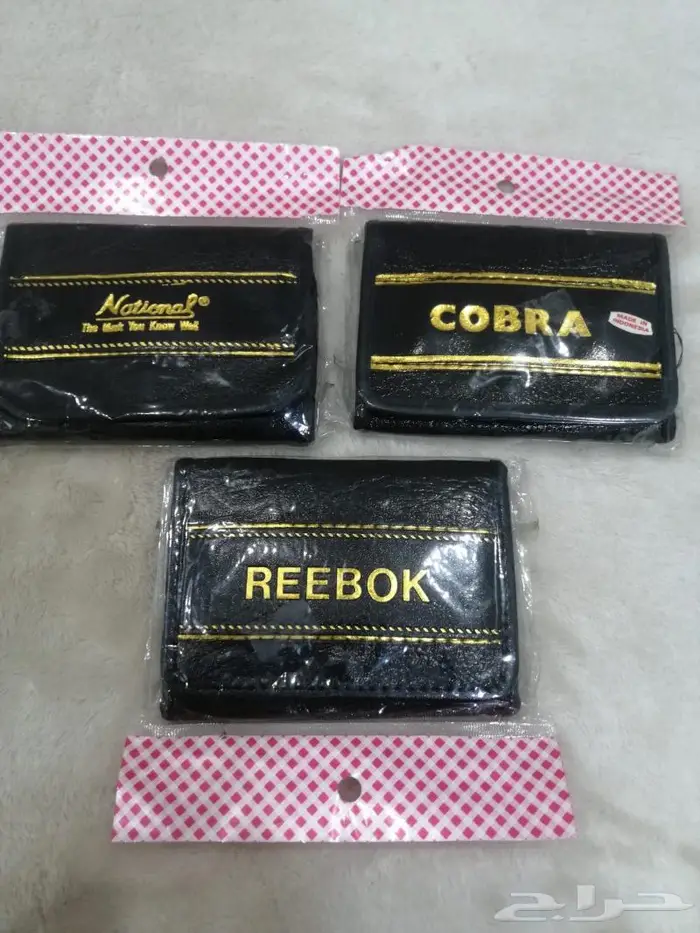 National®
The Mark You Know Well
COBRA
MADE IN
INDONESIA
REEBOK
حراج